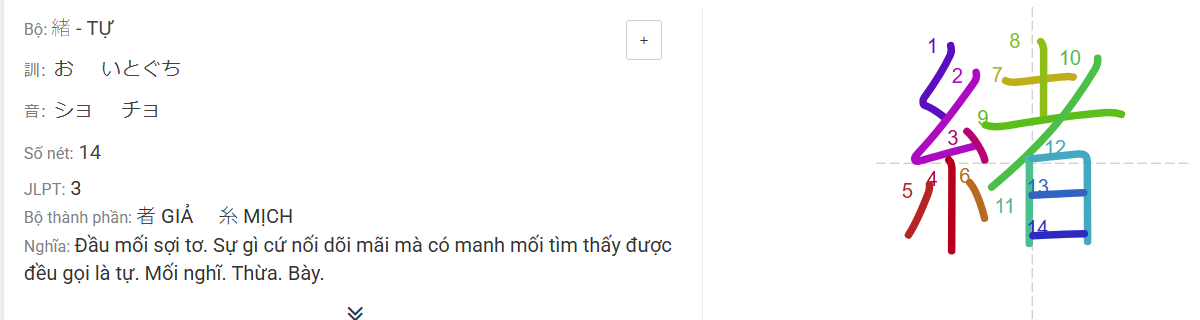 Bộ: 緒 - TỰ
+
訓: お いとぐち
音: ショ チョ
Số nét: 14
JLPT: 3
Bộ thành phần: 者 GIẢ 糸 MỊCH
Nghĩa: Đầu mối sợi tơ. Sự gì cứ nối dõi mãi mà có manh mối tìm thấy được
đều gọi là tự. Mối nghĩ. Thừa. Bày.
緒
1
2
3
4
5
6
7
8
9
10
11
12
13
14